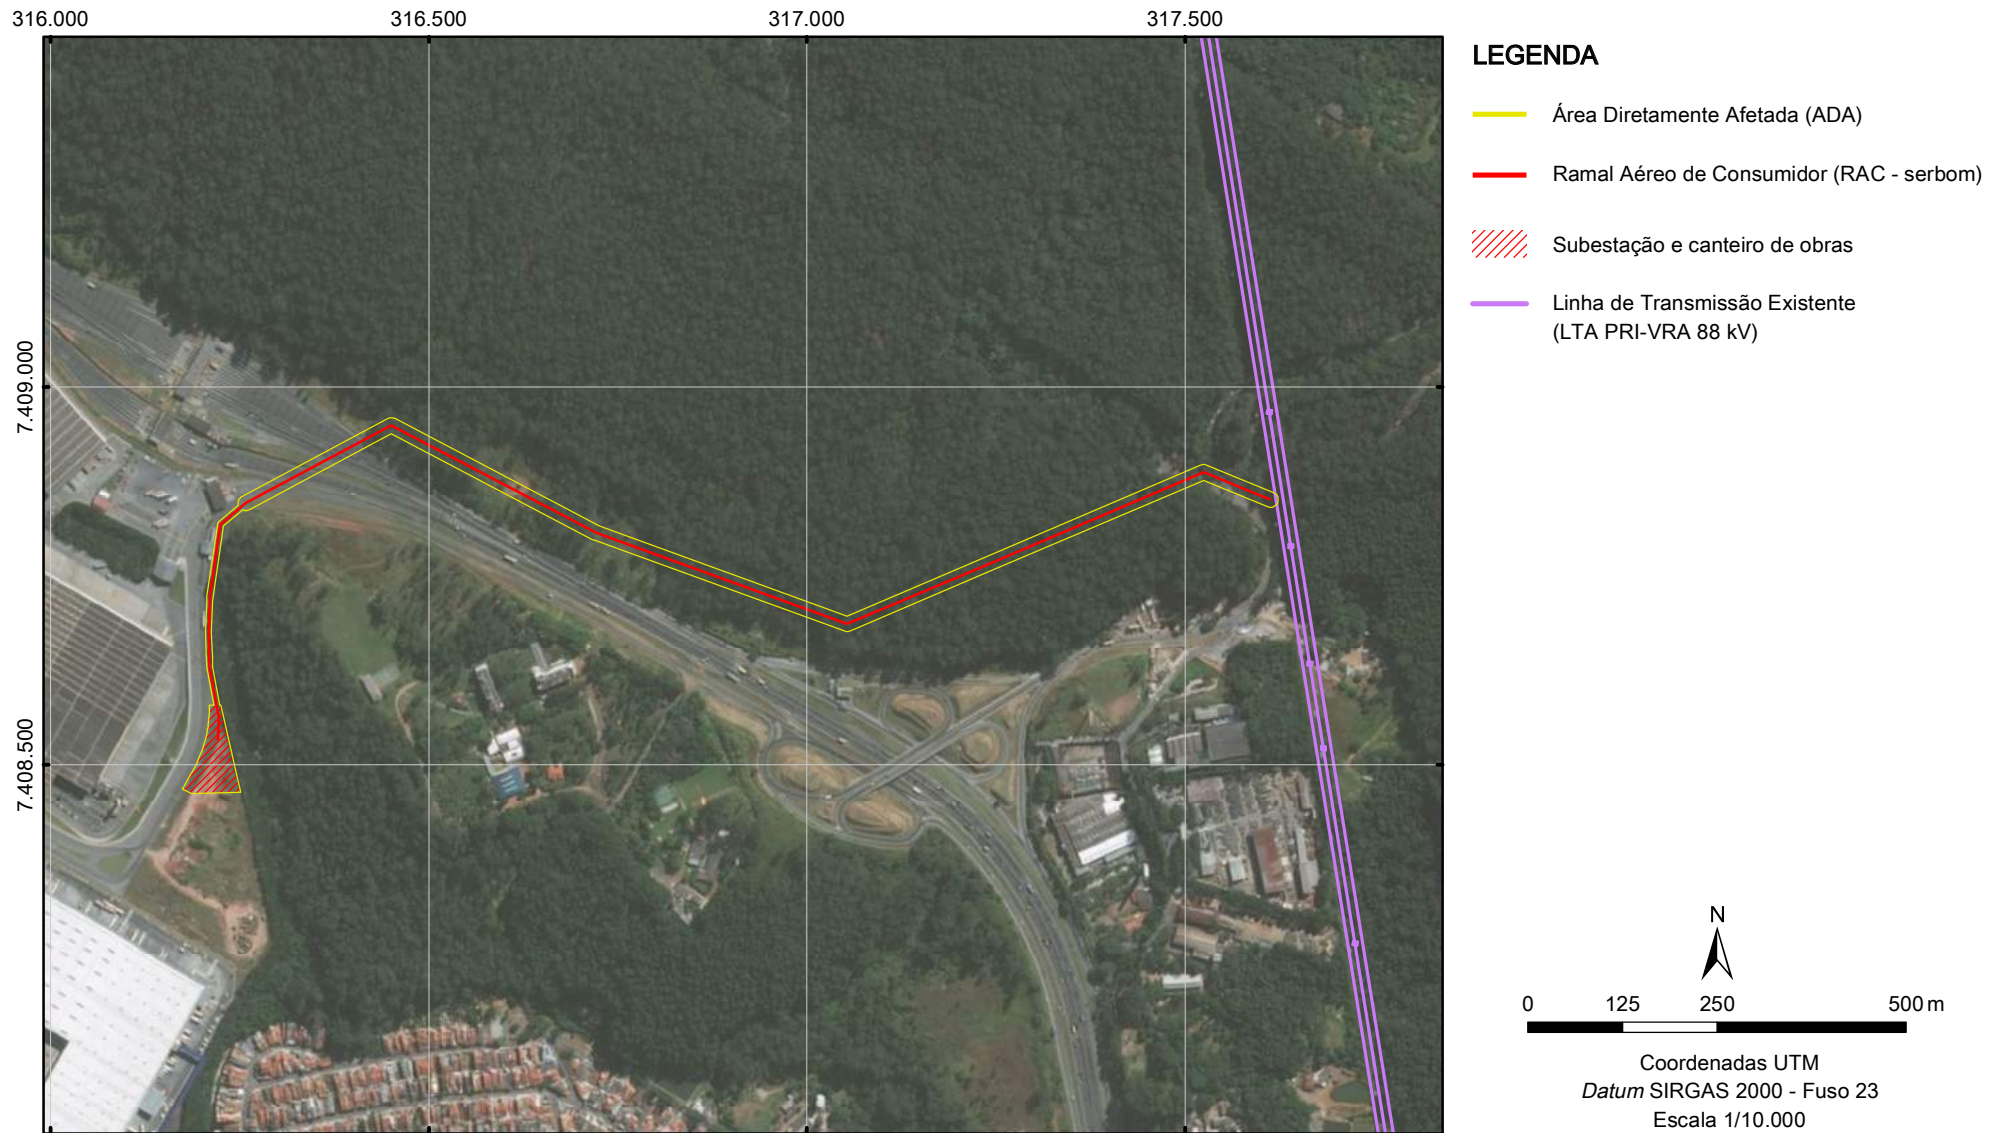 316.000
316.500
317.000
317.500
7.409.000
7.408.500
LEGENDA
Área Diretamente Afetada (ADA)
Ramal Aéreo de Consumidor (RAC - serbom)
Subestação e canteiro de obras
Linha de Transmissão Existente
(LTA PRI-VRA 88 kV)
N
0 125 250 500 m
Coordenadas UTM
Datum SIRGAS 2000 - Fuso 23
Escala 1/10.000